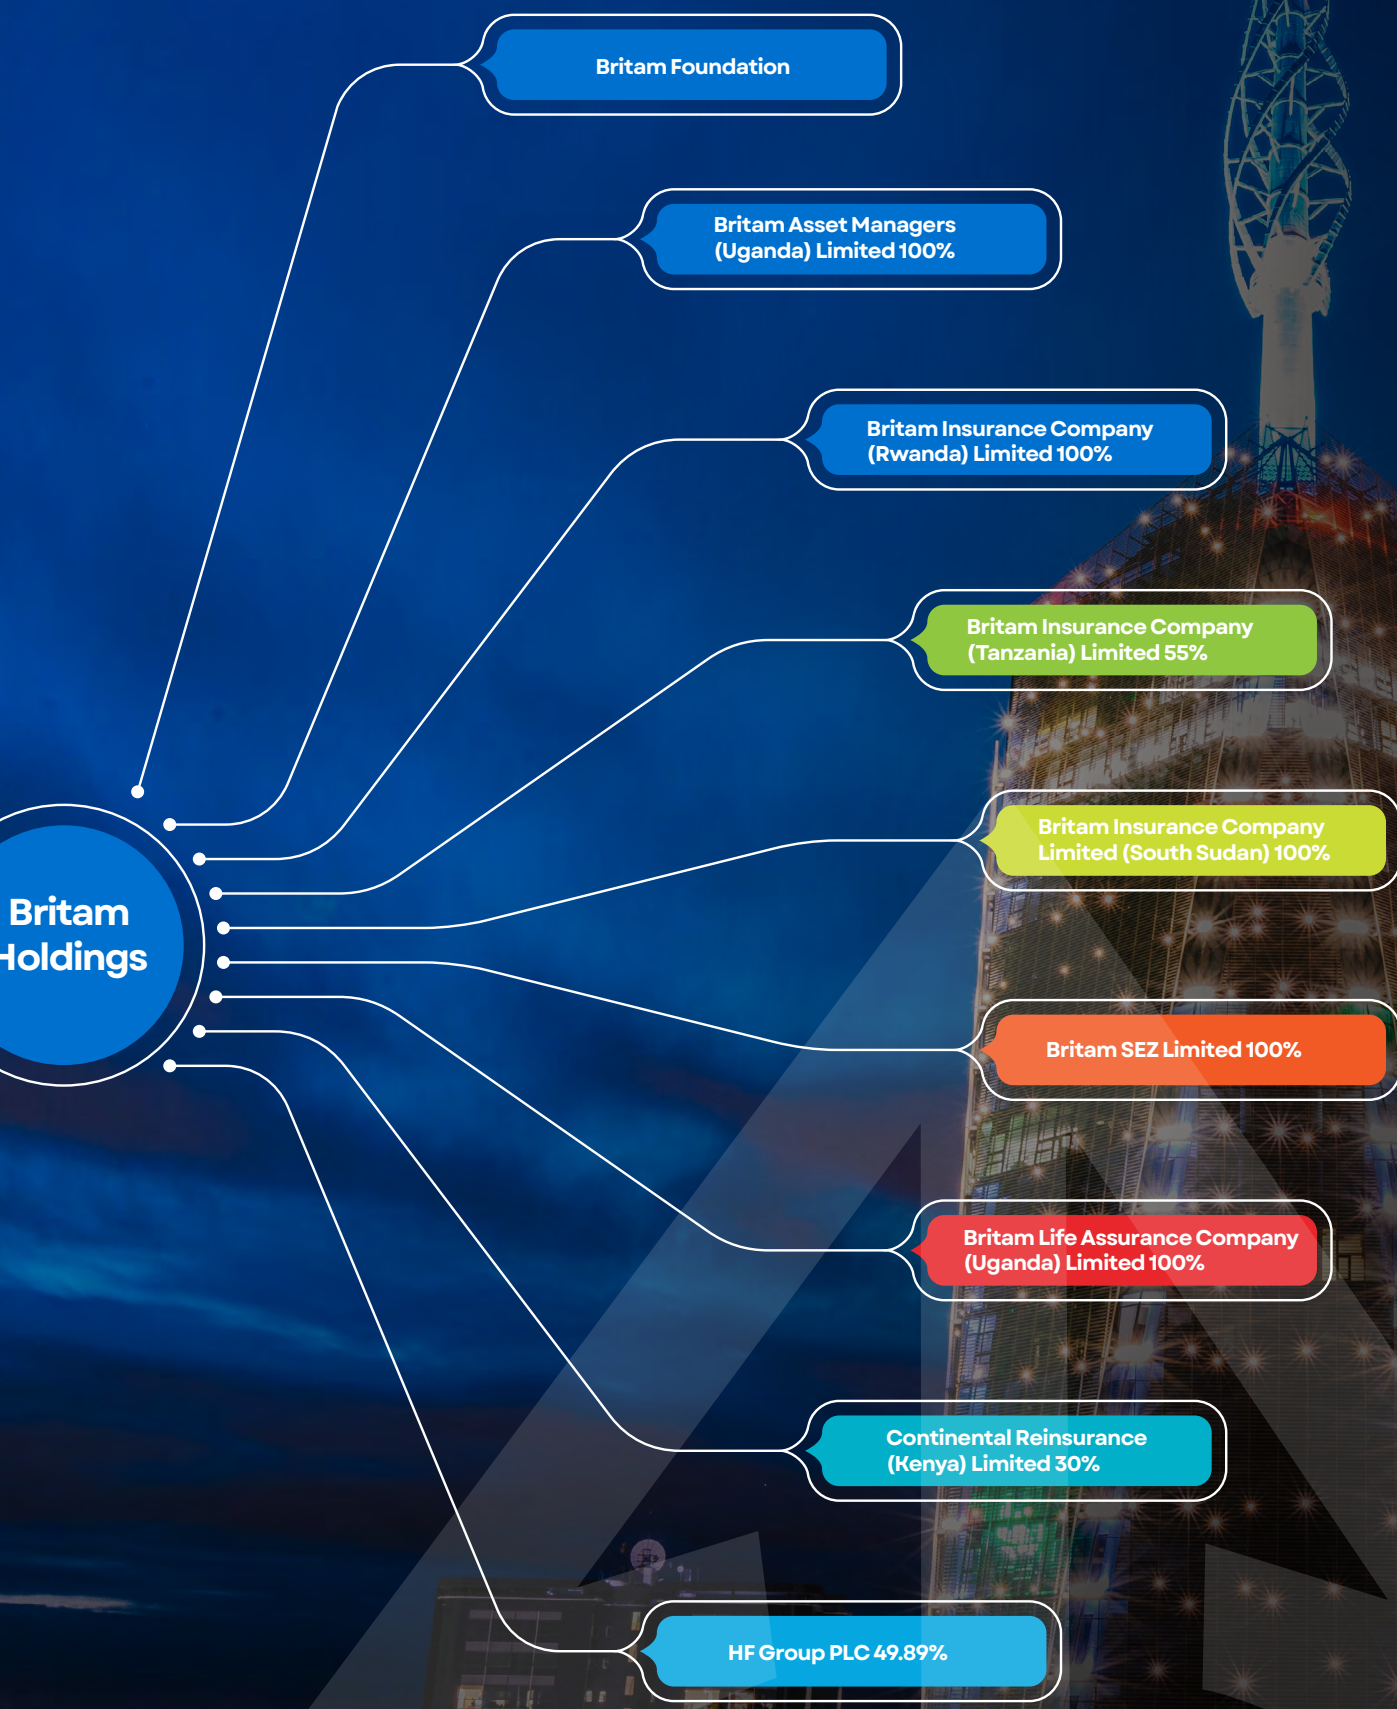 Britam Foundation
Britam Asset Managers
(Uganda) Limited 100%
Britam Insurance Company
(Rwanda) Limited 100%
Britam Insurance Company
(Tanzania) Limited 55%
Britam Insurance Company
Limited (South Sudan) 100%
Britam
Holdings
Britam SEZ Limited 100%
Britam Life Assurance Company
(Uganda) Limited 100%
Continental Reinsurance
(Kenya) Limited 30%
HF Group PLC 49.89%